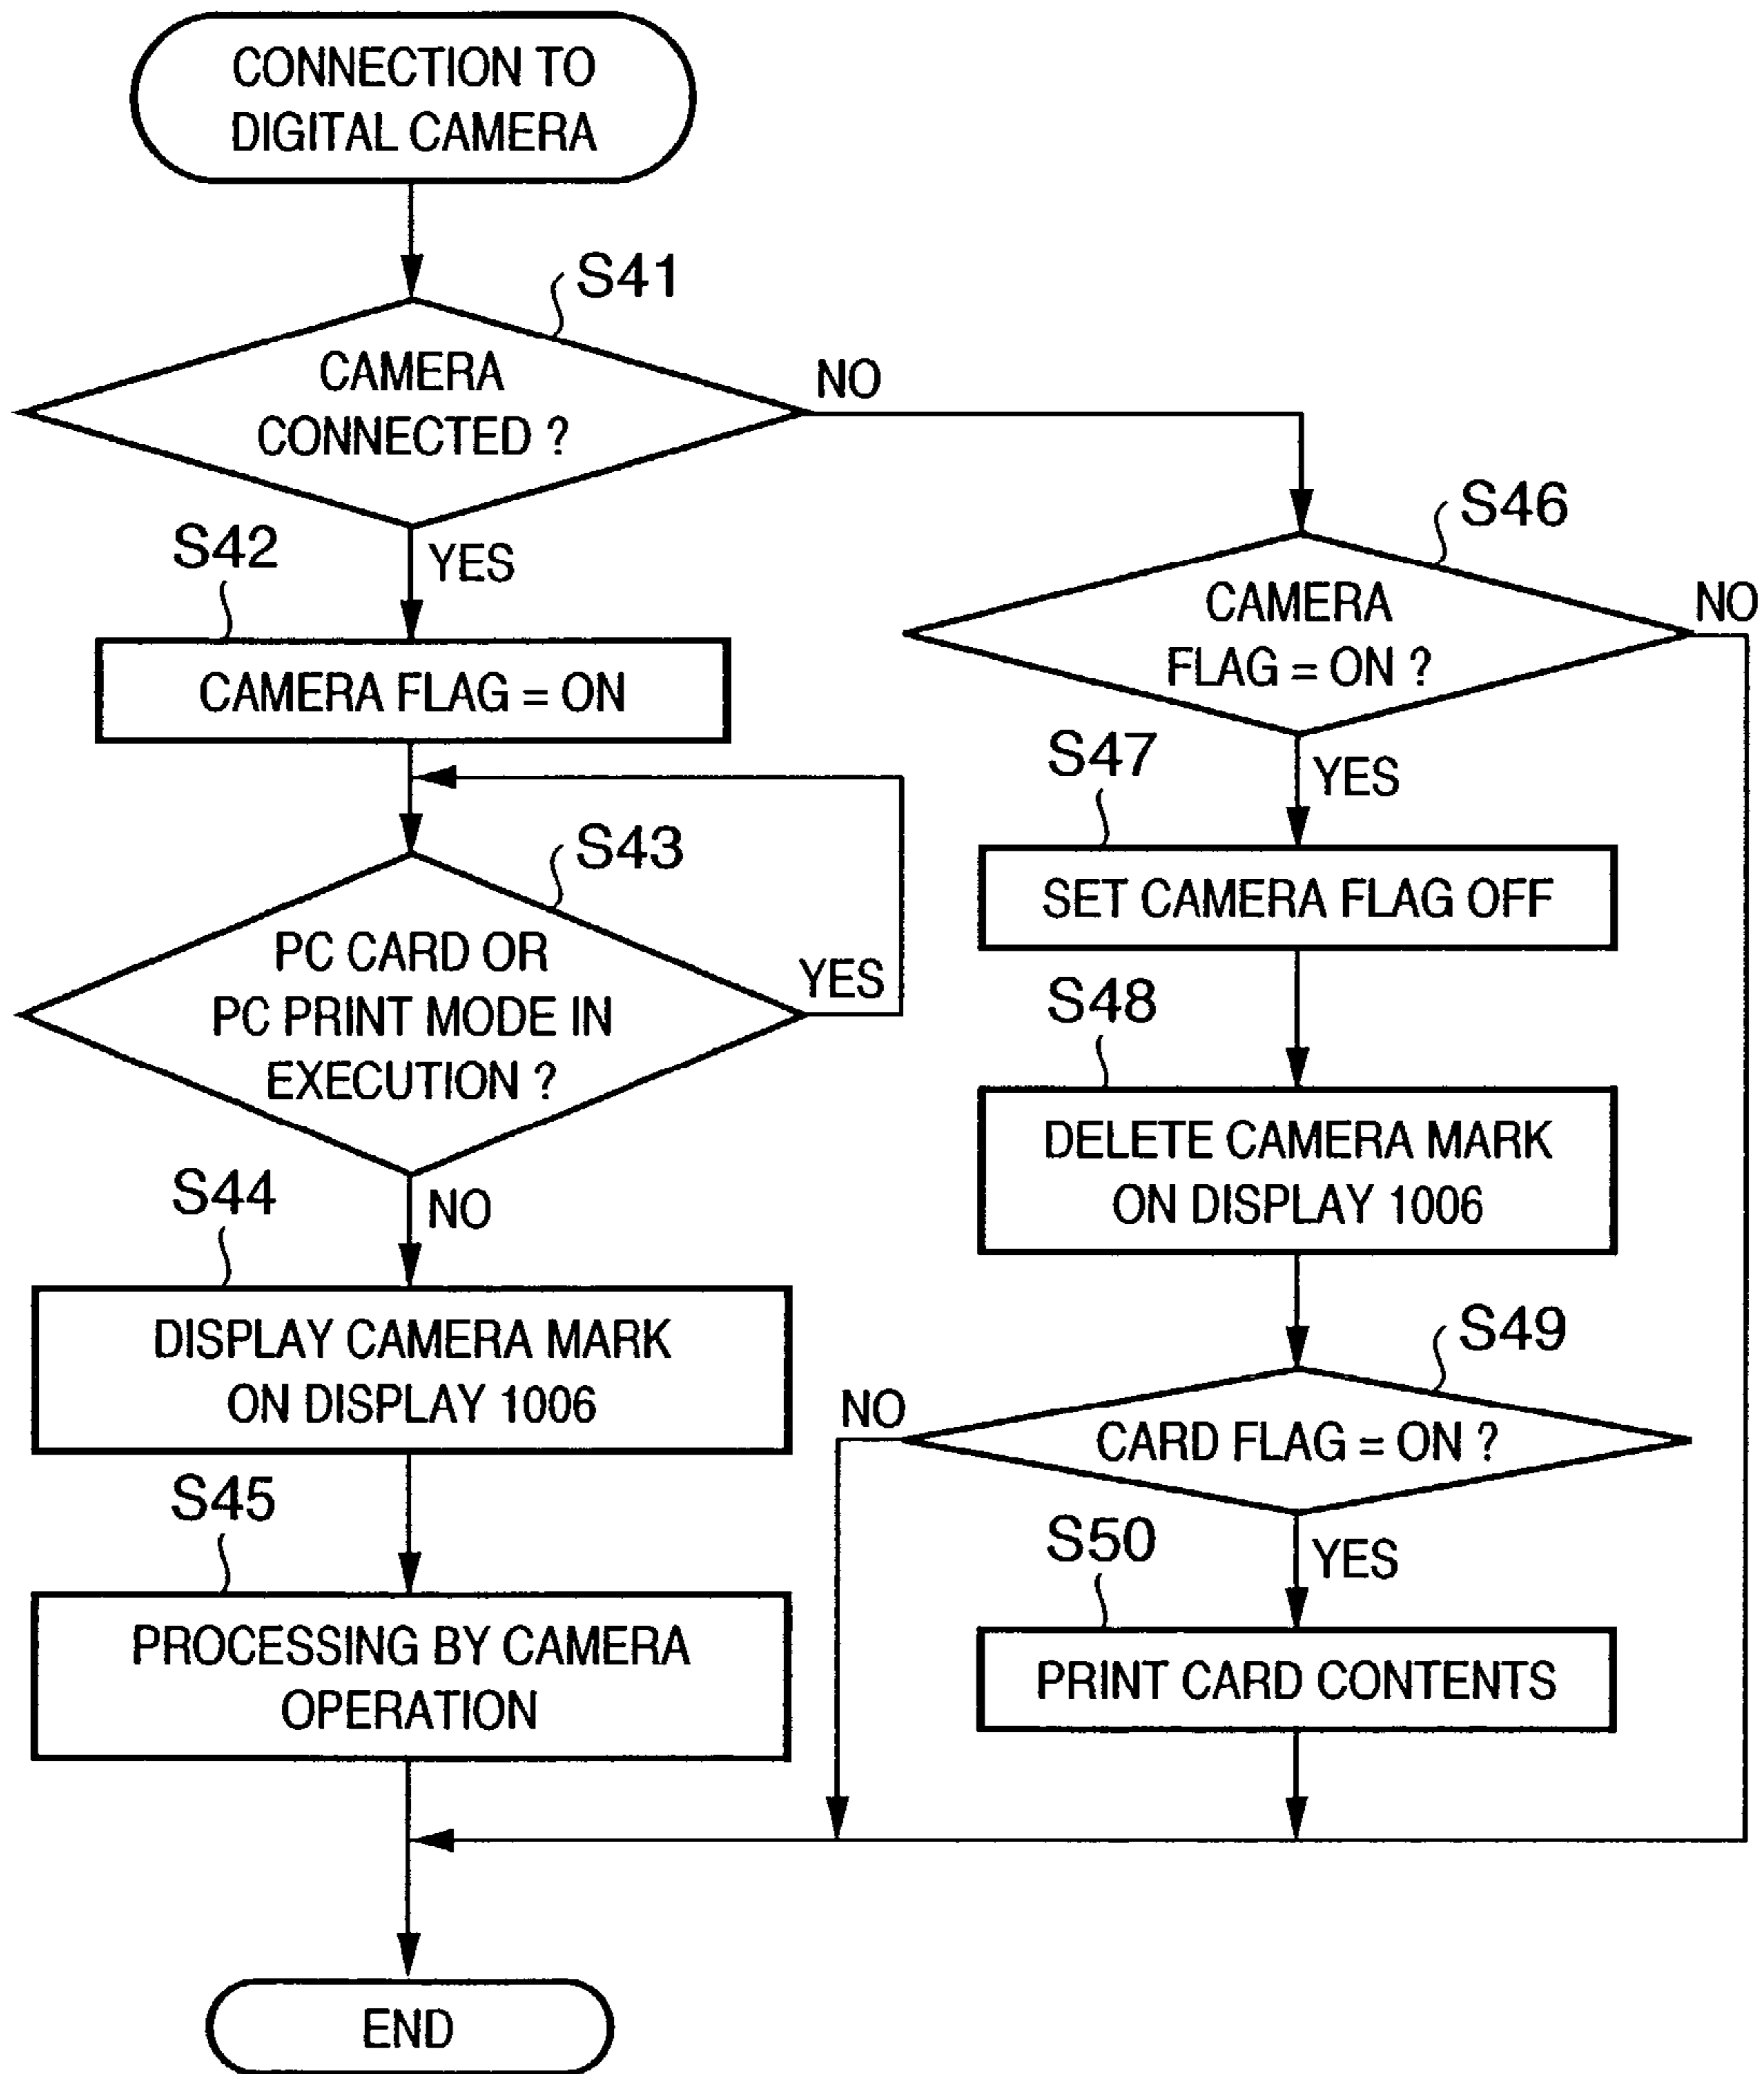 CONNECTION TO
DIGITAL CAMERA
S41
CAMERA
CONNECTED ?
NO
YES
S42
CAMERA FLAG = ON
S43
PC CARD OR
PC PRINT MODE IN
EXECUTION ?
YES
NO
S44
DISPLAY CAMERA MARK
ON DISPLAY 1006
S45
PROCESSING BY CAMERA
OPERATION
S46
CAMERA
FLAG = ON ?
NO
YES
S47
SET CAMERA FLAG OFF
S48
DELETE CAMERA MARK
ON DISPLAY 1006
S49
CARD FLAG = ON ?
NO
YES
S50
PRINT CARD CONTENTS
END